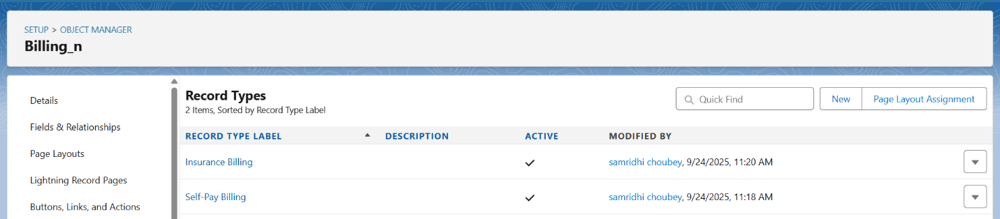 SETUP > OBJECT MANAGER
Billing_n
Details
Fields & Relationships
Page Layouts
Lightning Record Pages
Buttons, Links, and Actions
Record Types
2 Items, Sorted by Record Type Label
Quick Find
New
Page Layout Assignment
RECORD TYPE LABEL DESCRIPTION ACTIVE MODIFIED BY
Insurance Billing samridhi choubey, 9/24/2025, 11:20 AM
Self-Pay Billing samridhi choubey, 9/24/2025, 11:18 AM